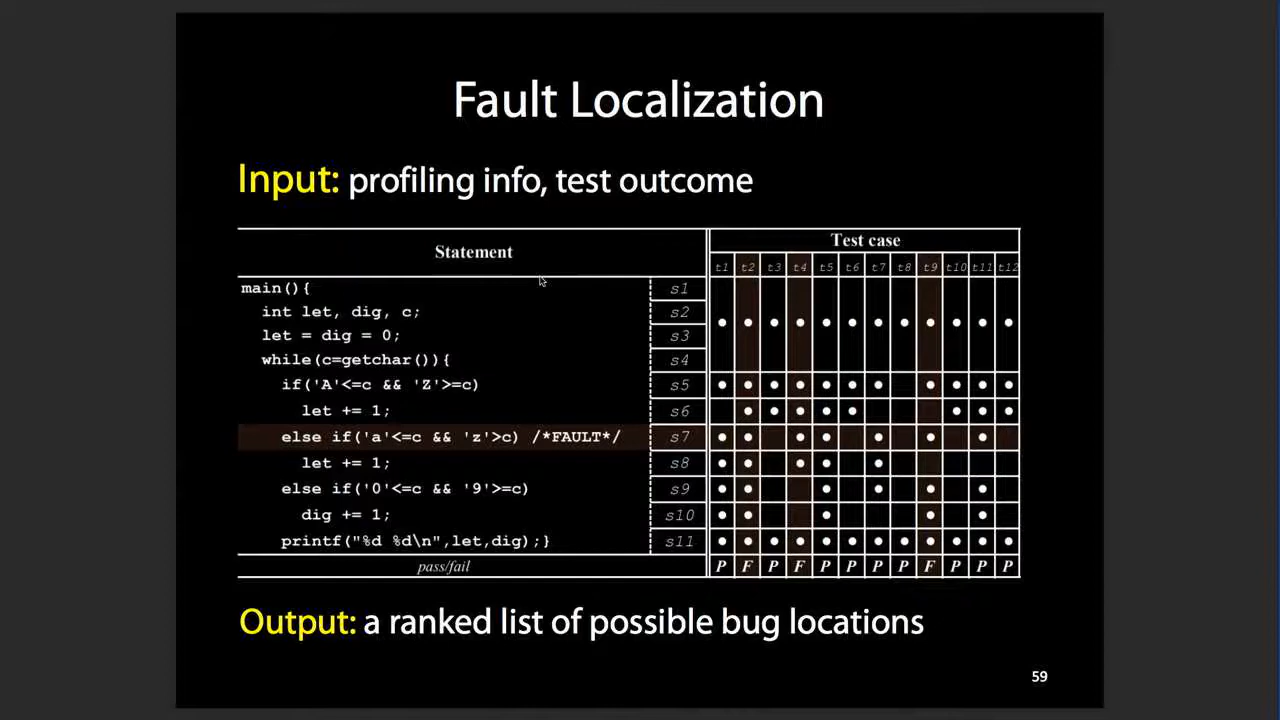 Fault Localization
Input: profiling info, test outcome
Statement
Test case
t1 t2 t3 t4 t5 t6 t7 t8 t9 t10 t11 t12
main(){ s1
int let, dig, c; s2
let = dig = 0; s3
while(c=getchar()){ s4
if('A'<=c && 'Z'>=c) s5
let += 1; s6
else if('a'<=c && 'z'>c) /*FAULT*/ s7
let += 1; s8
else if('0'<=c && '9'>=c) s9
dig += 1; s10
printf("%d %d\n",let,dig);} s11
pass/fail P F P F P P P P F P P P
Output: a ranked list of possible bug locations
59